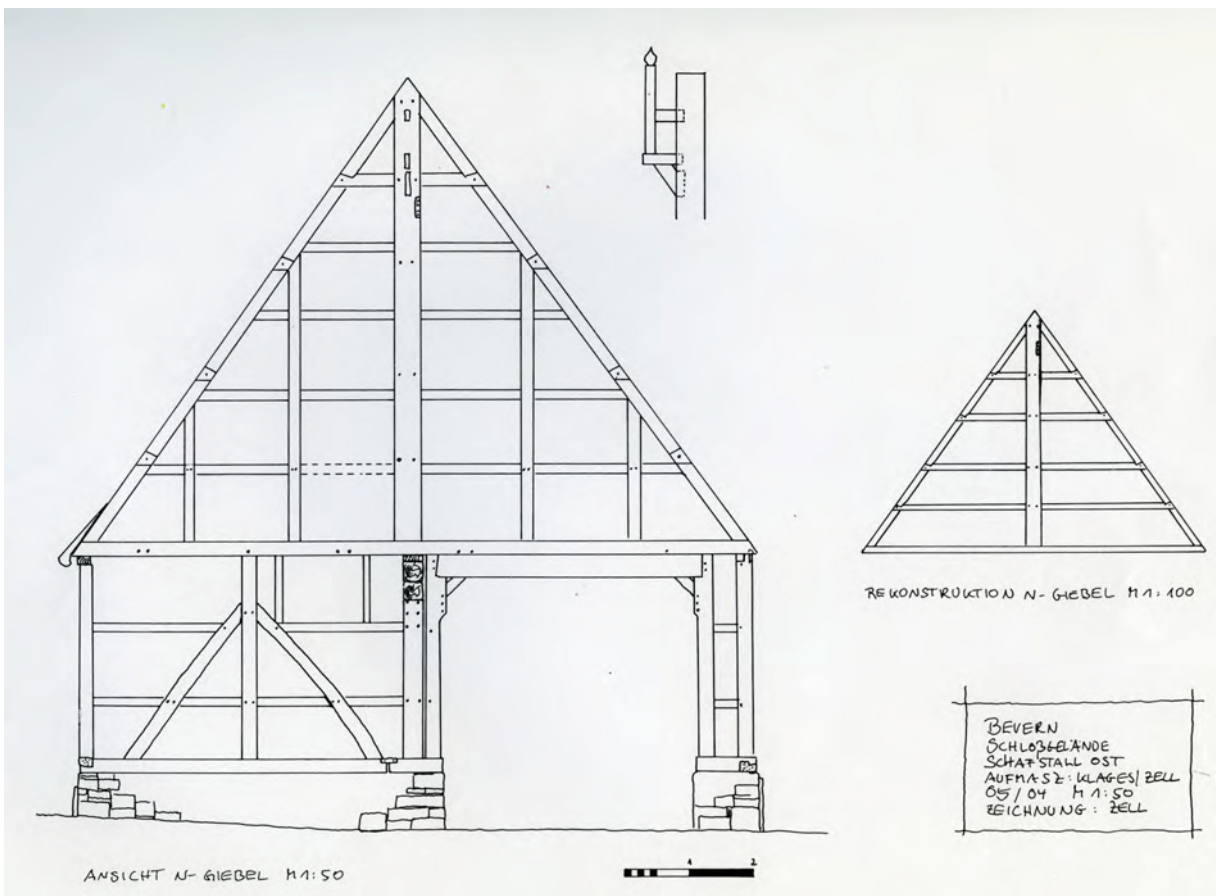 REKONSTRUKTION N-GIEBEL M 1:100
BEVERN
SCHLOßGELÄNDE
SCHAFSTALL OST
AUFMASZ: KLAGES/ZELL
05/04 M 1:50
ZEICHNUNG: ZELL
ANSICHT N-GIEBEL M 1:50
1 2